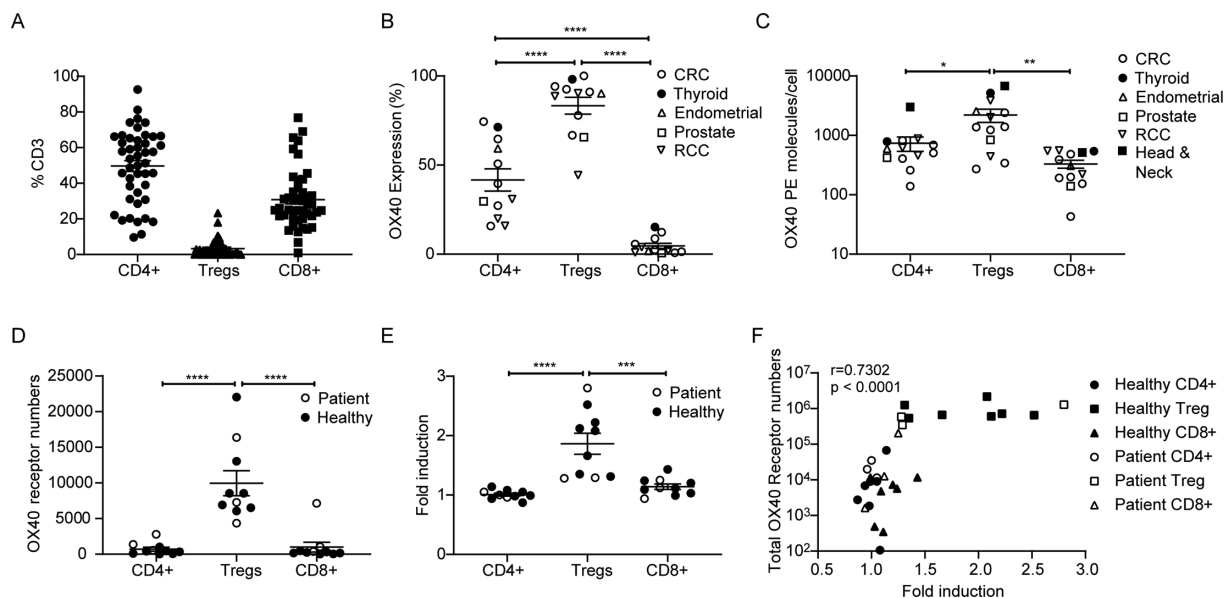 A
% CD3
100
80
60
40
20
0
CD4+ Tregs CD8+
B
OX40 Expression (%)
100
50
0
****
**** ****
CD4+ Tregs CD8+
CRC
Thyroid
Endometrial
Prostate
RCC
C
OX40 PE molecules/cell
10000
1000
100
10
* **
CD4+ Tregs CD8+
CRC
Thyroid
Endometrial
Prostate
RCC
Head &
Neck
D
OX40 receptor numbers
25000
20000
15000
10000
5000
0
**** ****
Patient
Healthy
CD4+ Tregs CD8+
E
Fold induction
3
2
1
0
**** ***
Patient
Healthy
CD4+ Tregs CD8+
F
Total OX40 Receptor numbers
10⁷
10⁶
10⁵
10⁴
10³
10²
r=0.7302
p < 0.0001
0.5 1.0 1.5 2.0 2.5 3.0
Fold induction
Healthy CD4+
Healthy Treg
Healthy CD8+
Patient CD4+
Patient Treg
Patient CD8+